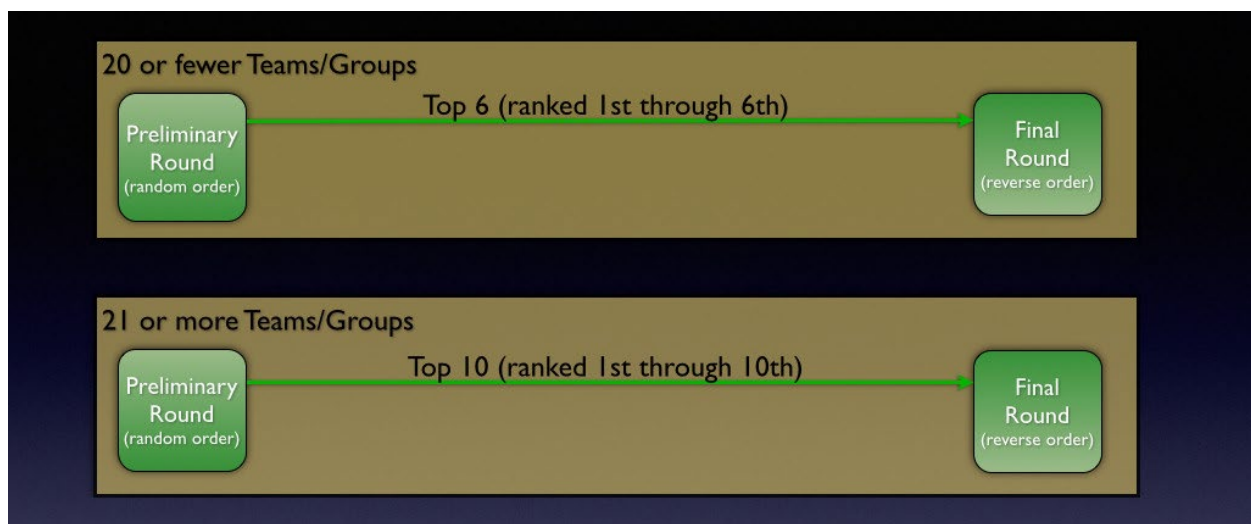 20 or fewer Teams/Groups
Top 6 (ranked 1st through 6th)
Preliminary
Round
(random order)
Final
Round
(reverse order)
21 or more Teams/Groups
Top 10 (ranked 1st through 10th)
Preliminary
Round
(random order)
Final
Round
(reverse order)